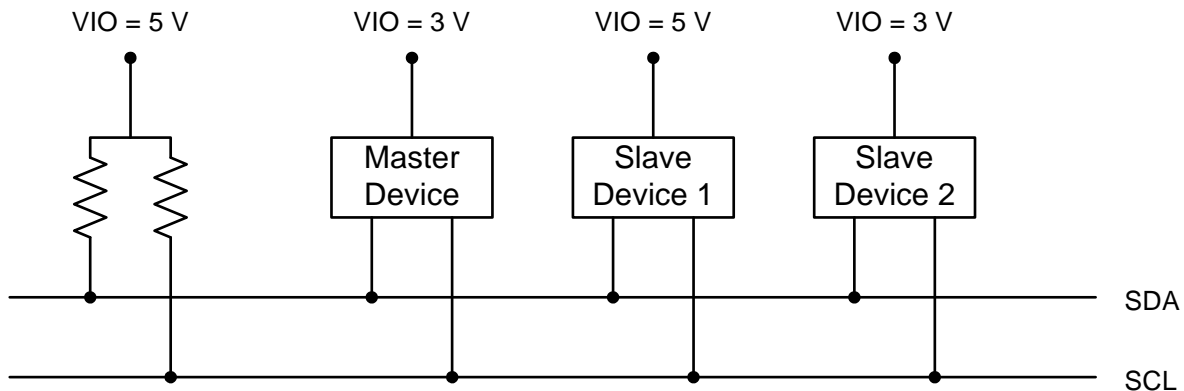 VIO = 5 V
VIO = 3 V
VIO = 5 V
VIO = 3 V
Master
Device
Slave
Device 1
Slave
Device 2
SDA
SCL